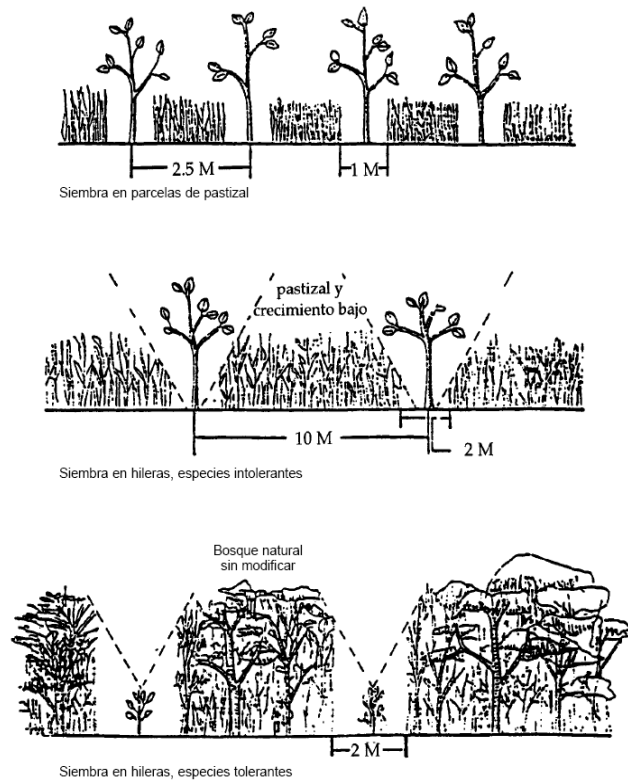 2.5 M
1 M
Siembra en parcelas de pastizal
pastizal y
crecimiento bajo
10 M
2 M
Siembra en hileras, especies intolerantes
Bosque natural
sin modificar
2 M
Siembra en hileras, especies tolerantes